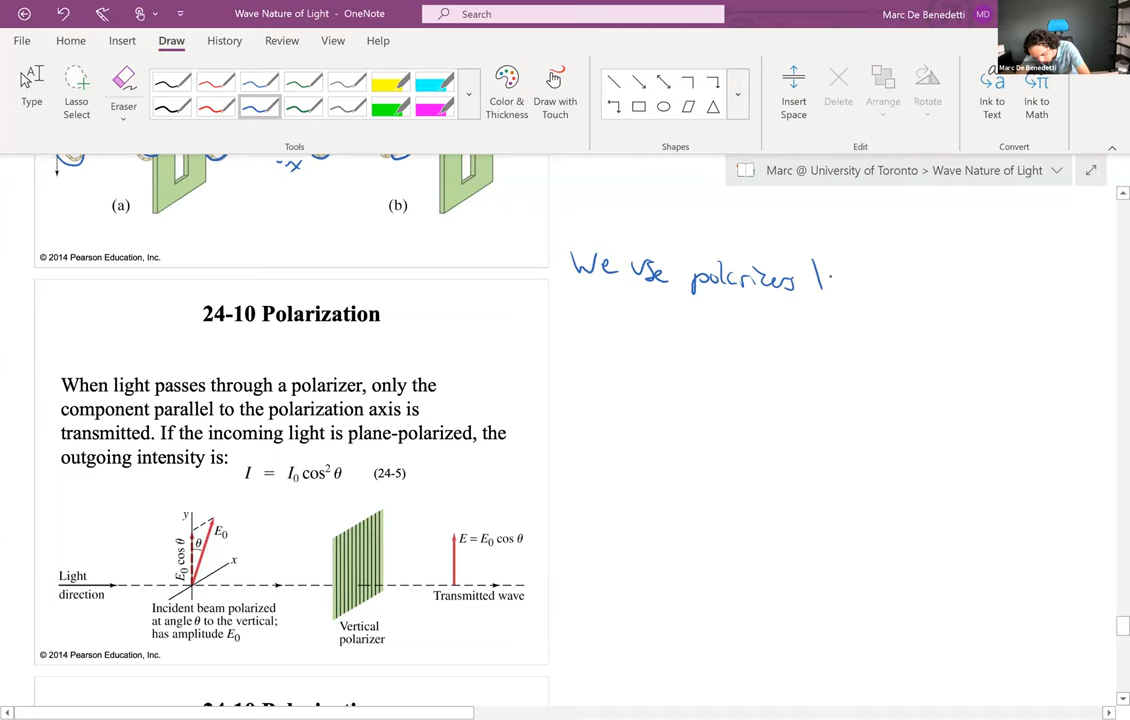 Wave Nature of Light - OneNote
Search
Marc De Benedetti
MD
Marc De Benedetti
File Home Insert Draw History Review View Help
Type
Lasso Select
Eraser
Color & Thickness
Draw with Touch
Insert Space
Delete
Arrange
Rotate
Ink to Text
Ink to Math
Tools
Shapes
Edit
Convert
Marc @ University of Toronto > Wave Nature of Light
-x
(a)
(b)
© 2014 Pearson Education, Inc.
We use polarizers
24-10 Polarization
When light passes through a polarizer, only the
component parallel to the polarization axis is
transmitted. If the incoming light is plane-polarized, the
outgoing intensity is:
I = I₀ cos² θ (24-5)
y
E₀
θ
E₀ cos θ
x
Light
direction
Incident beam polarized
at angle θ to the vertical;
has amplitude E₀
Vertical
polarizer
E = E₀ cos θ
Transmitted wave
© 2014 Pearson Education, Inc.